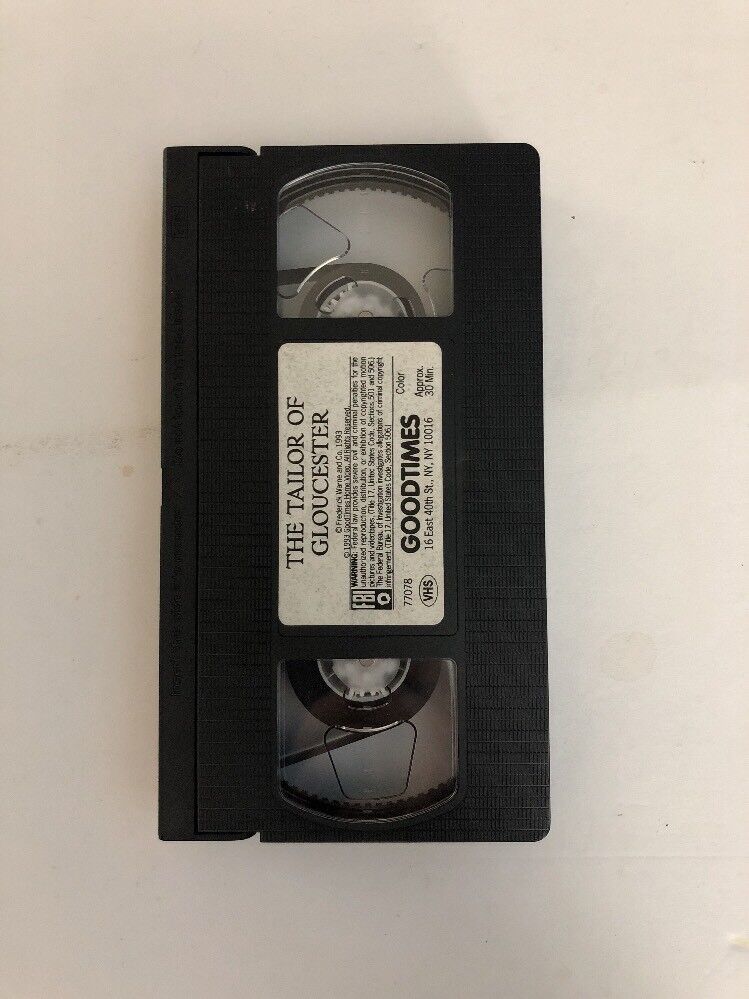 THE TAILOR OF
GLOUCESTER
© Frederick Warne and Co. 1993
© 1993 GoodTimes Home Video. All Rights Reserved.
FBI
WARNING: Federal law provides severe civil and criminal penalties for the
unauthorized reproduction, distribution, or exhibition of copyrighted motion
pictures and videotapes. (Title 17, United States Code, Sections 501 and 506.)
The Federal Bureau of Investigation investigates allegations of criminal copyright
infringement. (Title 17, United States Code, Section 506.)
77078
Color
VHS
GOODTIMES
Approx.
30 Min.
16 East 40th St., NY, NY 10016